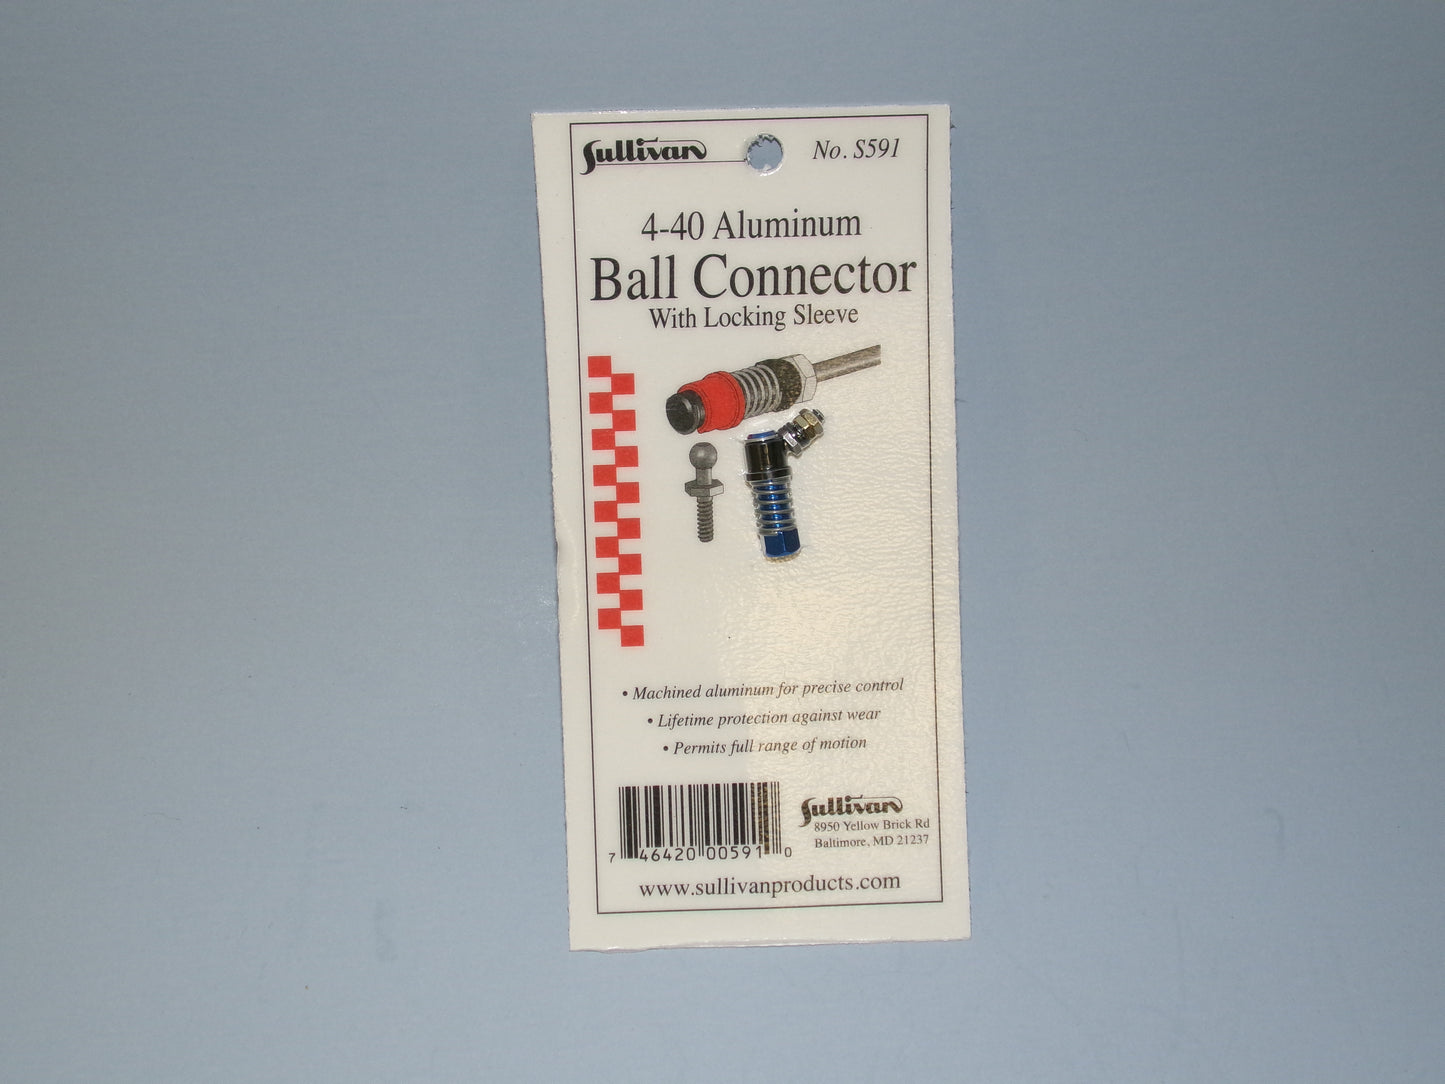 Sullivan No. S591
4-40 Aluminum
Ball Connector
With Locking Sleeve
• Machined aluminum for precise control
• Lifetime protection against wear
• Permits full range of motion
Sullivan
8950 Yellow Brick Rd
Baltimore, MD 21237
7 46420 00591 0
www.sullivanproducts.com